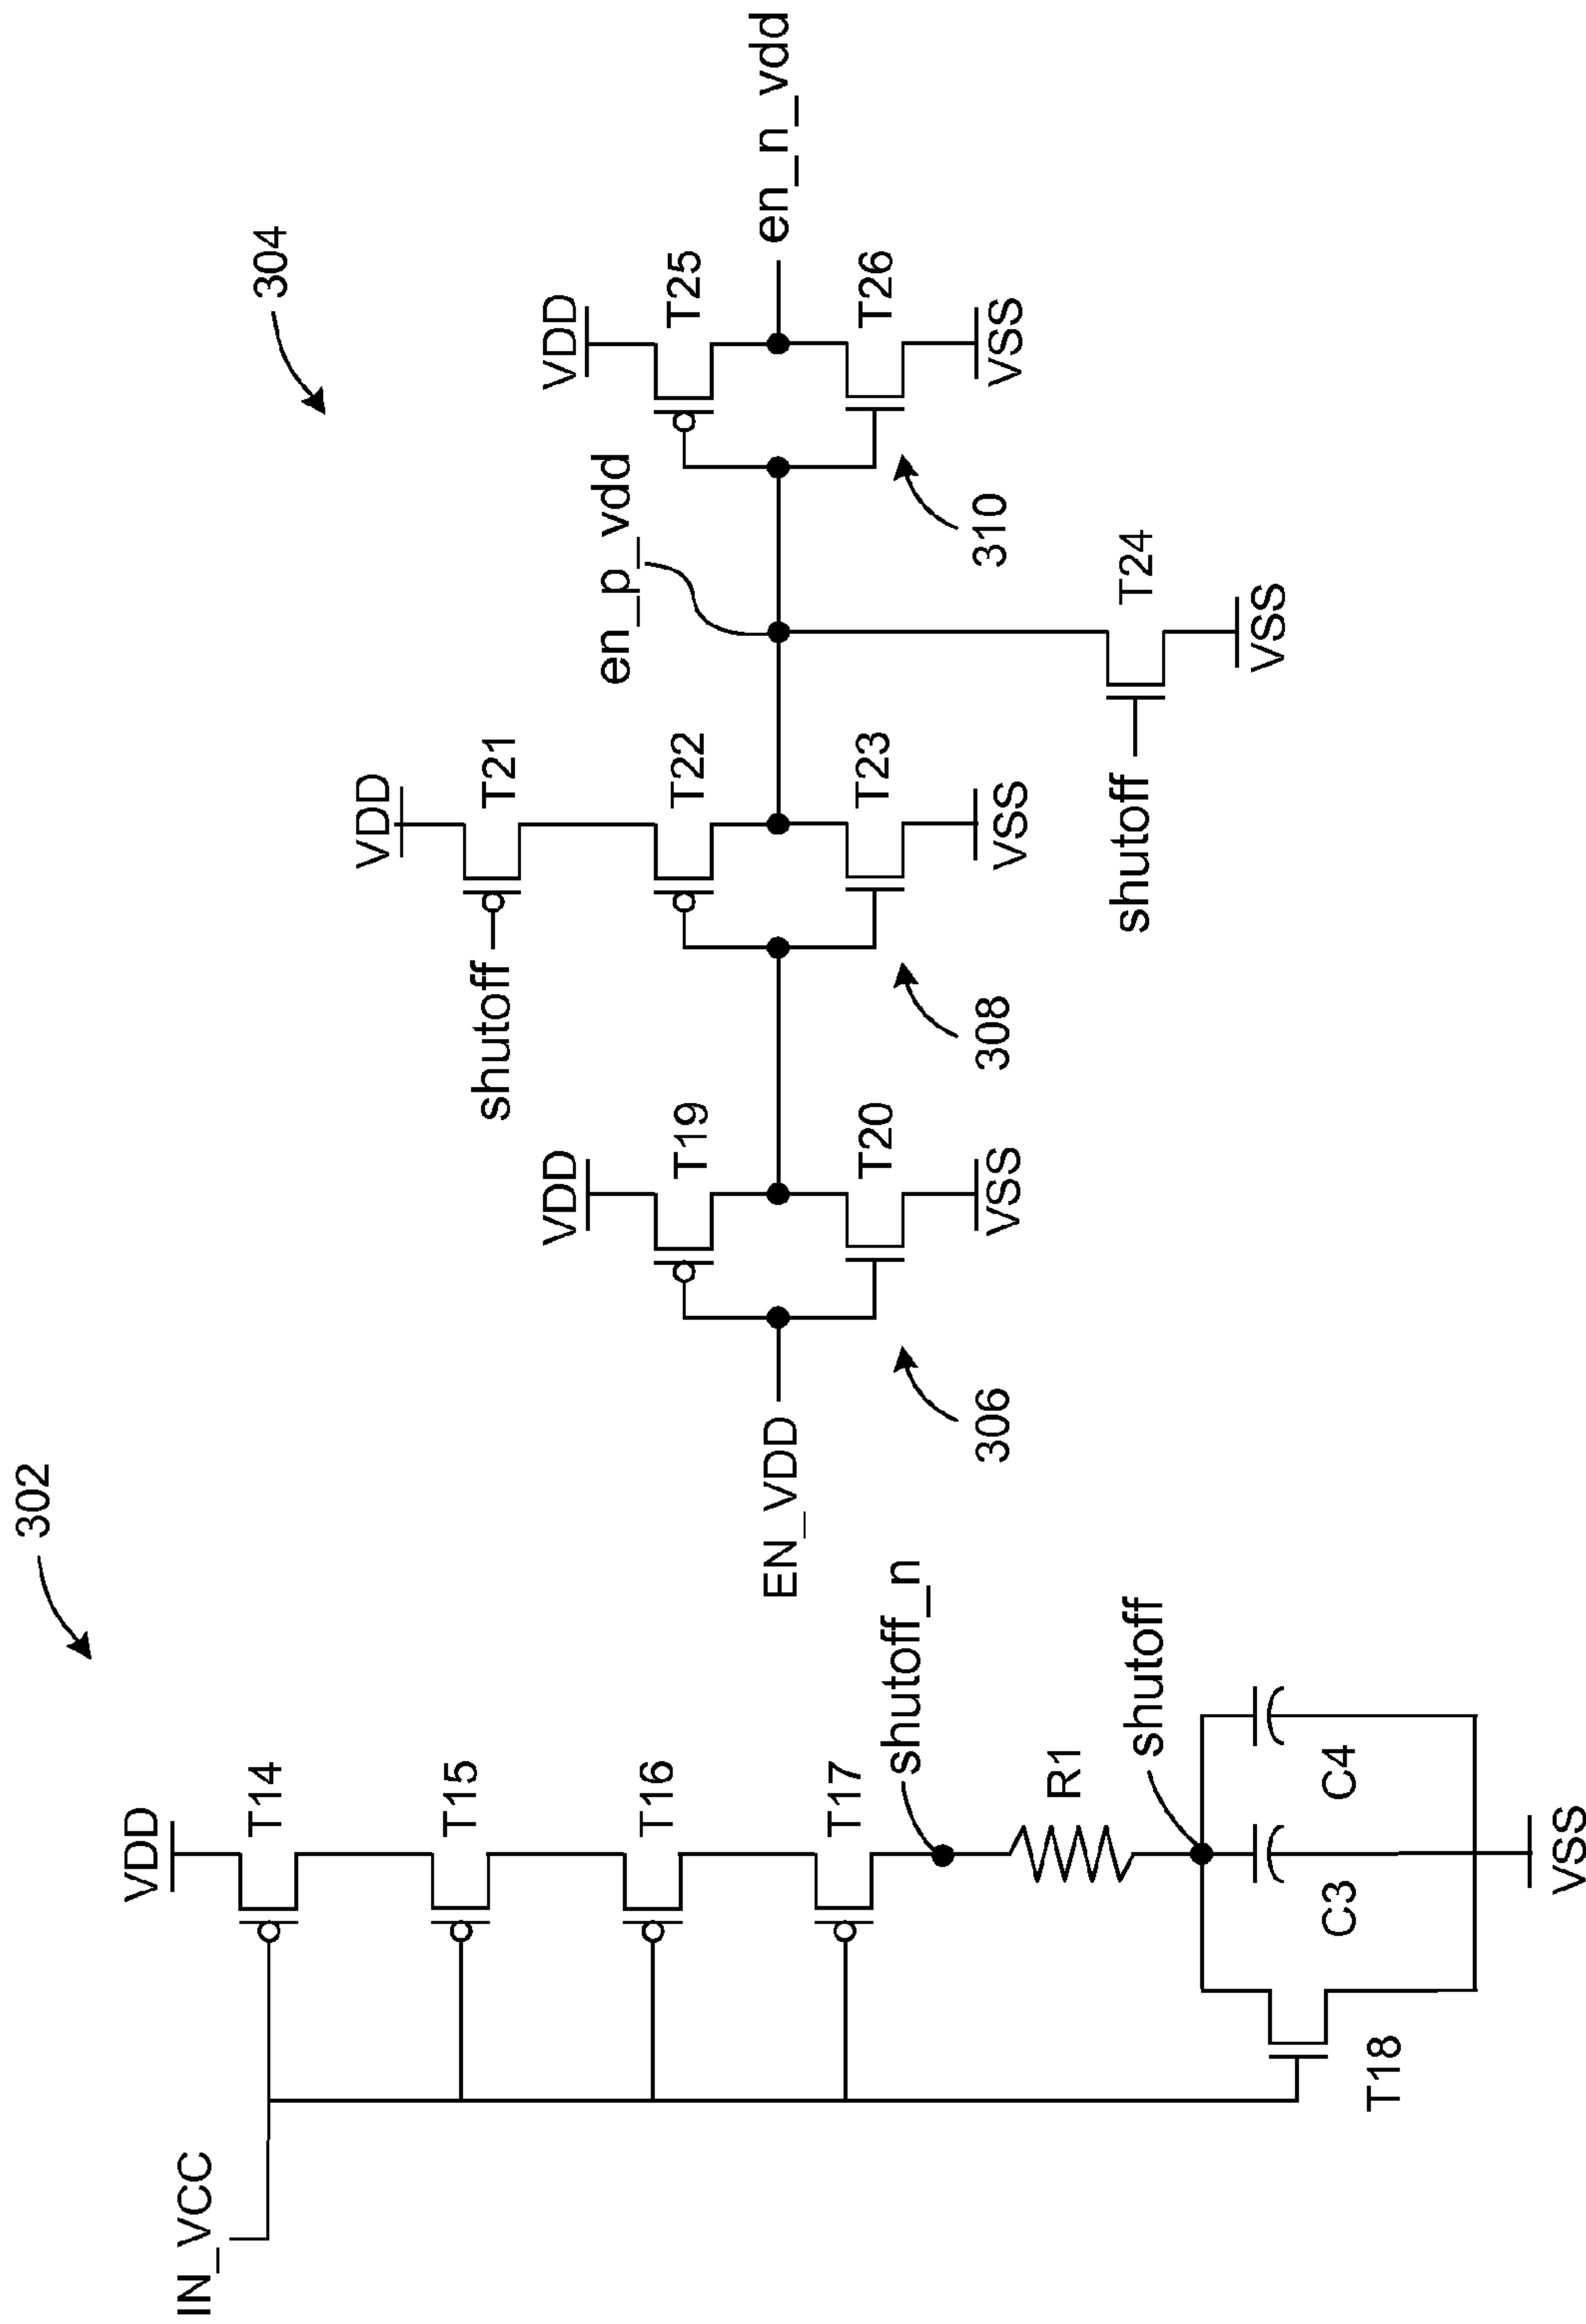 302
IN_VCC
VDD
T14
T15
T16
T17
shutoff_n
R1
shutoff
C3
C4
T18
VSS
304
EN_VDD
VDD
T19
T20
VSS
306
VDD
shutoff
T21
T22
T23
VSS
308
en_p_vdd
shutoff
T24
VSS
VDD
T25
T26
VSS
310
en_n_vdd